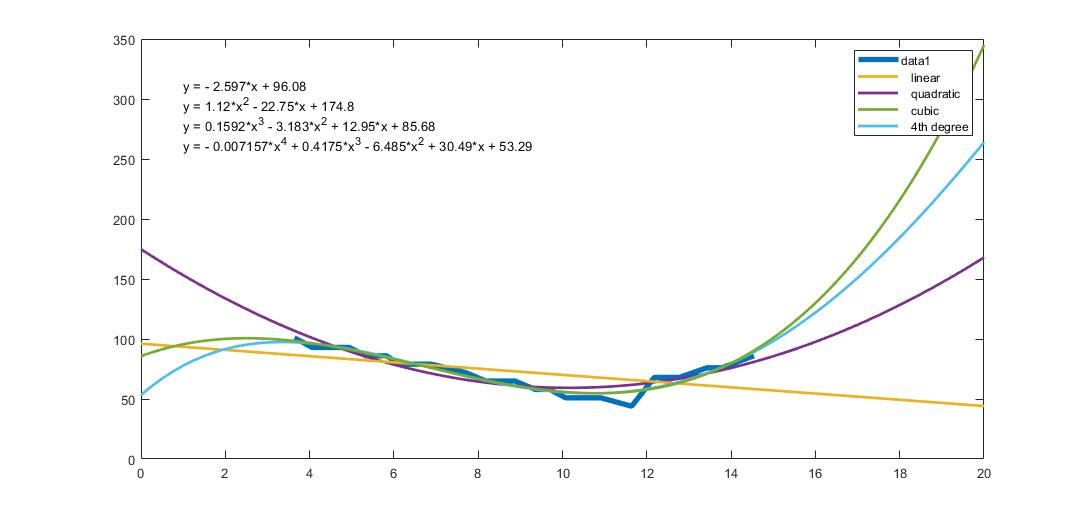 350
300
250
200
150
100
50
0
0 2 4 6 8 10 12 14 16 18 20
y = - 2.597*x + 96.08
y = 1.12*x² - 22.75*x + 174.8
y = 0.1592*x³ - 3.183*x² + 12.95*x + 85.68
y = - 0.007157*x⁴ + 0.4175*x³ - 6.485*x² + 30.49*x + 53.29
data1
linear
quadratic
cubic
4th degree